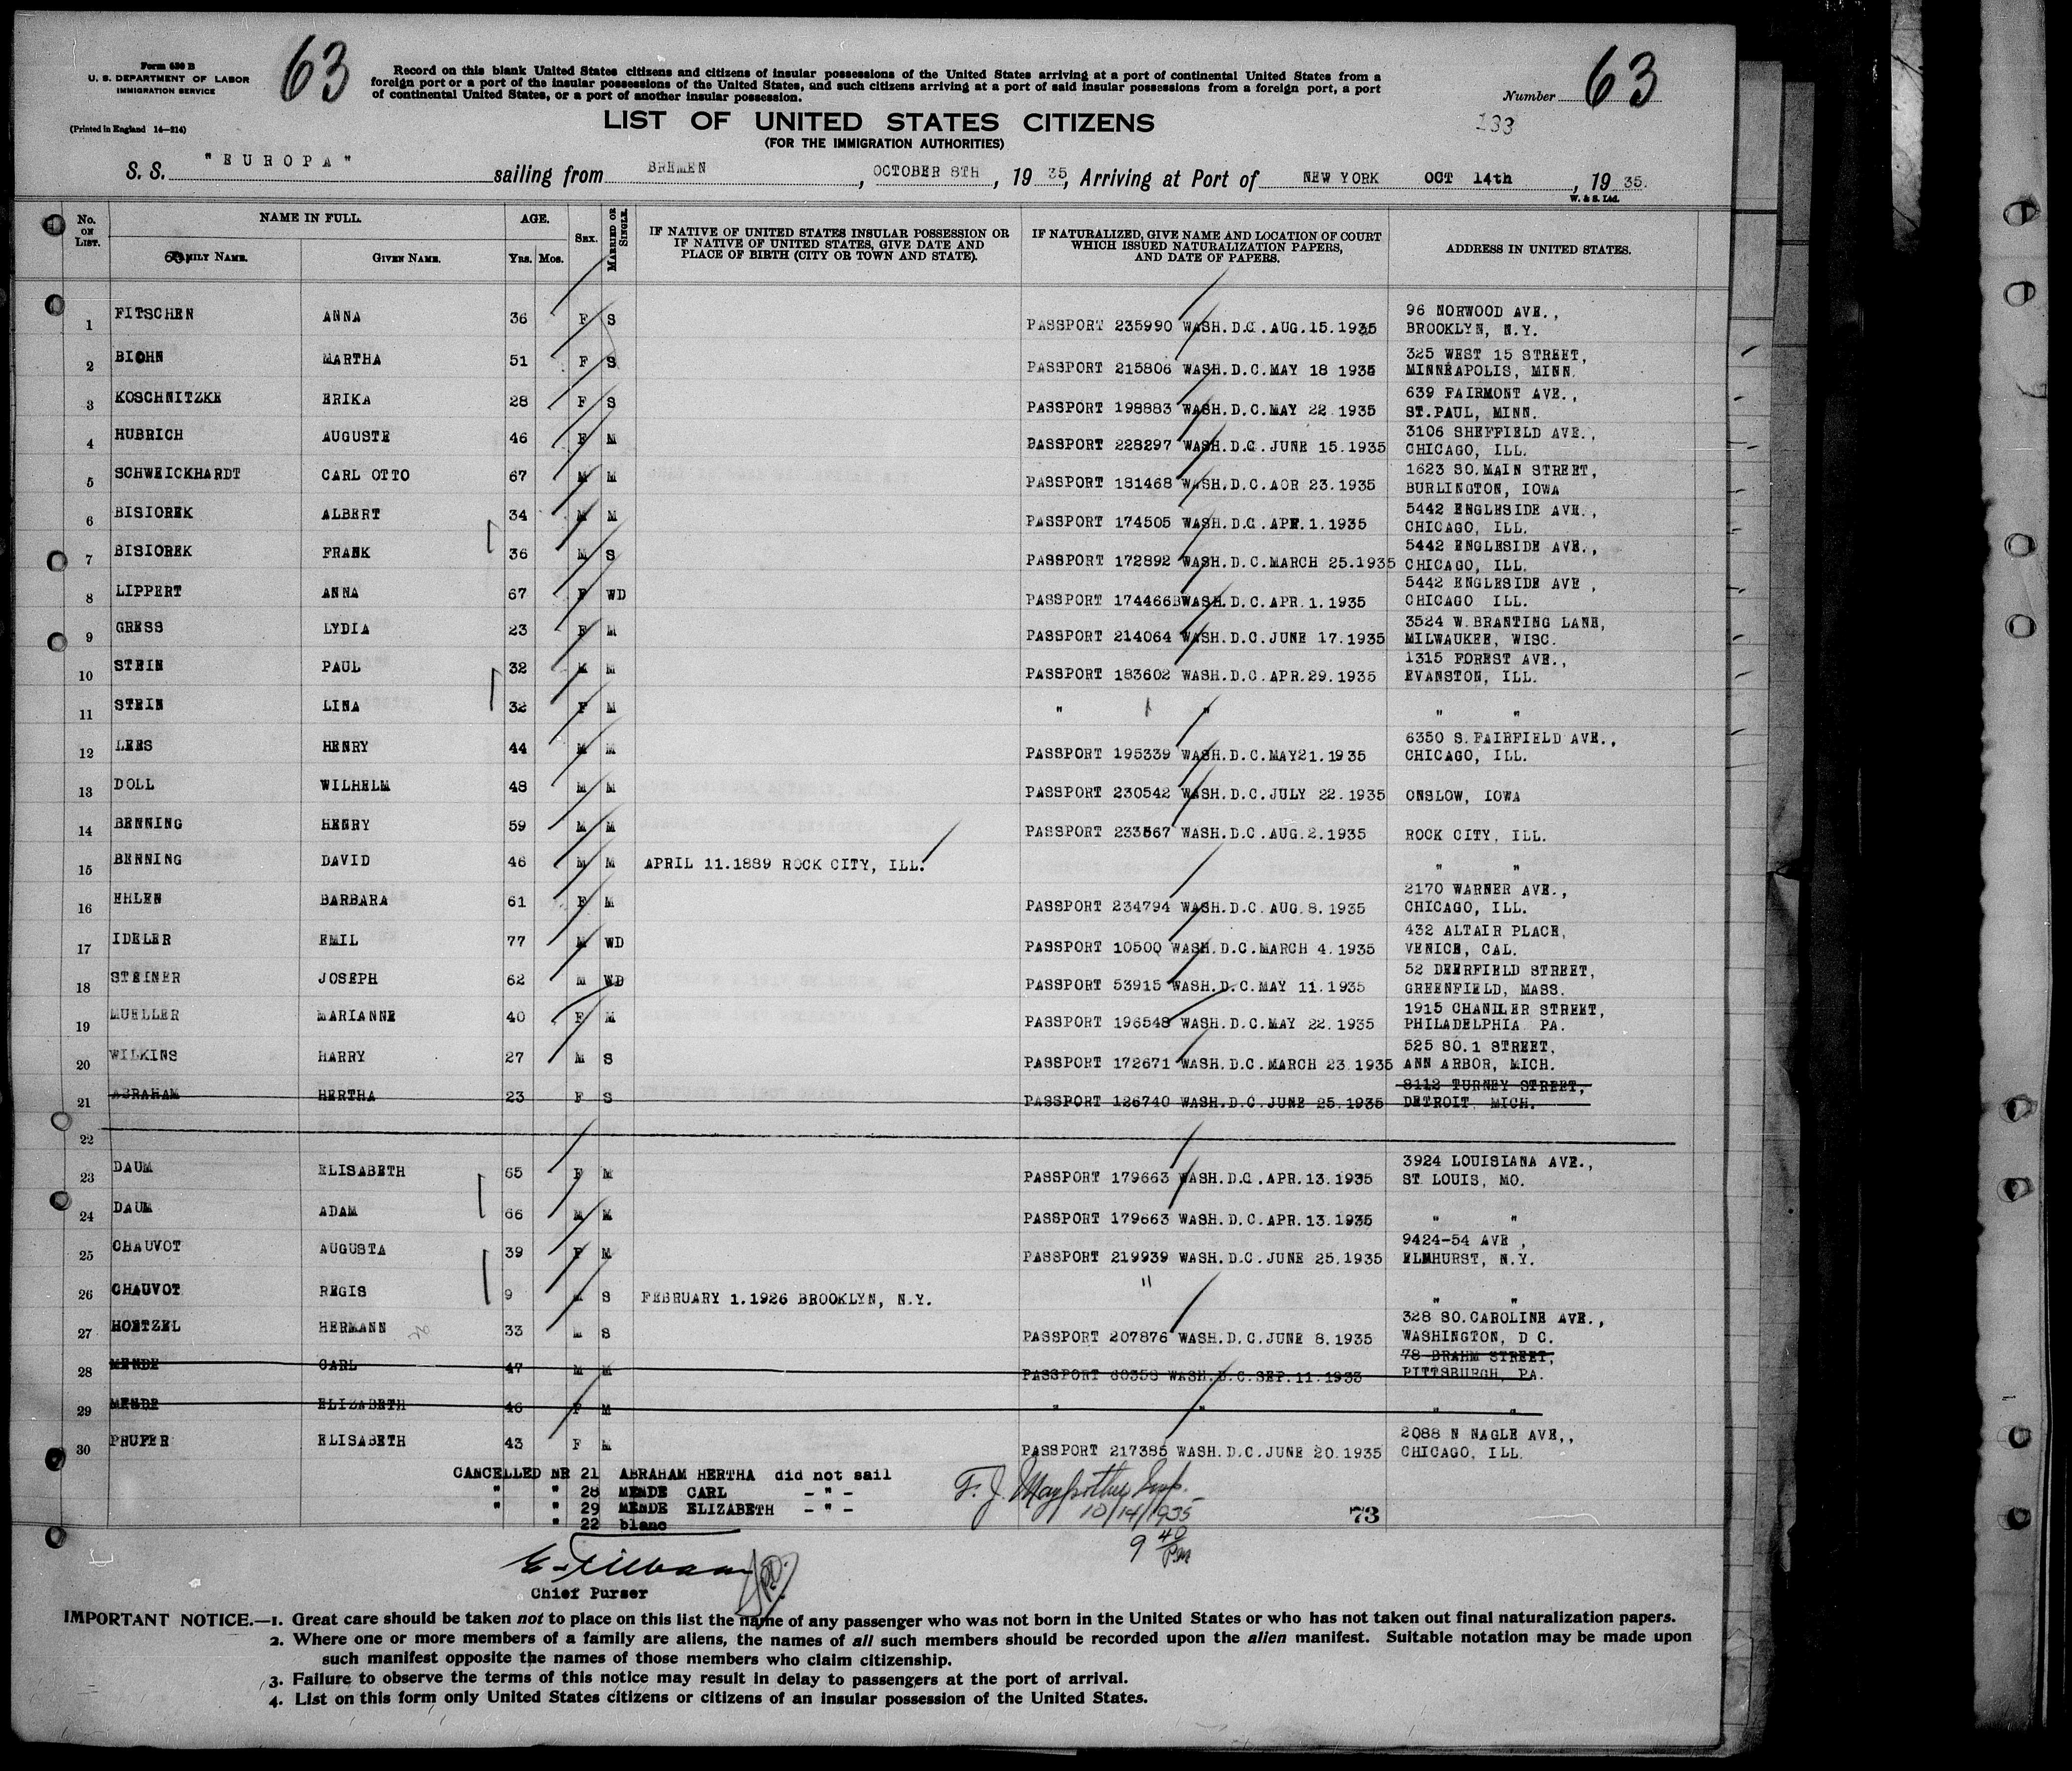 Form 630 B
U. S. DEPARTMENT OF LABOR
IMMIGRATION SERVICE
(Printed in England 14—214)
63
Record on this blank United States citizens and citizens of insular possessions of the United States arriving at a port of continental United States from a
foreign port or a port of the insular possessions of the United States, and such citizens arriving at a port of said insular possessions from a foreign port, a port
of continental United States, or a port of another insular possession.
Number 63
133
LIST OF UNITED STATES CITIZENS
(FOR THE IMMIGRATION AUTHORITIES)
S. S. "EUROPA" sailing from BREMEN, OCTOBER 8TH, 19 35, Arriving at Port of NEW YORK OCT 14th, 19 35.
W. & S. Ltd.
No. ON LIST. NAME IN FULL. AGE. SEX. MARRIED OR SINGLE. IF NATIVE OF UNITED STATES INSULAR POSSESSION OR IF NATIVE OF UNITED STATES, GIVE DATE AND PLACE OF BIRTH (CITY OR TOWN AND STATE). IF NATURALIZED, GIVE NAME AND LOCATION OF COURT WHICH ISSUED NATURALIZATION PAPERS, AND DATE OF PAPERS. ADDRESS IN UNITED STATES.
FAMILY NAME. GIVEN NAME. YRS. MOS.
1 FITSCHEN ANNA 36 F S PASSPORT 235990 WASH.D.C.AUG.15.1935 96 NORWOOD AVE., BROOKLYN, N.Y.
2 BIOHN MARTHA 51 F S PASSPORT 215806 WASH.D.C.MAY 18 1935 325 WEST 15 STREET, MINNEAPOLIS, MINN.
3 KOSCHNITZKE ERIKA 28 F S PASSPORT 198883 WASH.D.C.MAY 22.1935 639 FAIRMONT AVE., ST.PAUL, MINN.
4 HUBRICH AUGUSTE 46 F M PASSPORT 228297 WASH.D.C.JUNE 15.1935 3106 SHEFFIELD AVE., CHICAGO, ILL.
5 SCHWEICKHARDT CARL OTTO 67 M M PASSPORT 181468 WASH.D.C.AOR 23.1935 1623 SO.MAIN STREET, BURLINGTON, IOWA
6 BISIOREK ALBERT 34 M M PASSPORT 174505 WASH.D.C.APR.1.1935 5442 ENGLESIDE AVE., CHICAGO, ILL.
7 BISIOREK FRANK 36 M S PASSPORT 172892 WASH.D.C.MARCH 25.1935 5442 ENGLESIDE AVE., CHICAGO, ILL.
8 LIPPERT ANNA 67 F WD PASSPORT 174466BWASH.D.C.APR.1.1935 5442 ENGLESIDE AVE , CHICAGO ILL.
9 GRESS LYDIA 23 F M PASSPORT 214064 WASH.D.C.JUNE 17.1935 3524 W.BRANTING LANE, MILWAUKEE, WISC.
10 STEIN PAUL 32 M M PASSPORT 183602 WASH.D.C.APR.29.1935 1315 FOREST AVE., EVANSTON, ILL.
11 STEIN LINA 32 F M " " " "
12 LEES HENRY 44 M M PASSPORT 195339 WASH.D.C.MAY21.1935 6350 S.FAIRFIELD AVE., CHICAGO, ILL.
13 DOLL WILHELM 48 M M PASSPORT 230542 WASH.D.C.JULY 22.1935 ONSLOW, IOWA
14 BENNING HENRY 59 M M PASSPORT 233567 WASH.D.C.AUG.2.1935 ROCK CITY, ILL.
15 BENNING DAVID 46 M M APRIL 11.1889 ROCK CITY, ILL. " "
16 EHLEN BARBARA 61 F M PASSPORT 234794 WASH.D.C.AUG.8.1935 2170 WARNER AVE., CHICAGO, ILL.
17 IDELER EMIL 77 M WD PASSPORT 10500 WASH.D.C.MARCH 4.1935 432 ALTAIR PLACE, VENICE, CAL.
18 STEINER JOSEPH 62 M WD PASSPORT 53915 WASH.D.C.MAY 11.1935 52 DEERFIELD STREET, GREENFIELD, MASS.
19 MUELLER MARIANNE 40 F M PASSPORT 196548 WASH.D.C.MAY 22.1935 1915 CHANDLER STREET, PHILADELPHIA PA.
20 WILKINS HARRY 27 M S PASSPORT 172671 WASH.D.C.MARCH 23.1935 525 SO.1 STREET, ANN ARBOR, MICH.
21 ABRAHAM HERTHA 23 F S PASSPORT 126740 WASH.D.C.JUNE 25.1935 8112 TURNEY STREET, DETROIT, MICH.
22
23 DAUM ELISABETH 65 F M PASSPORT 179663 WASH.D.C.APR.13.1935 3924 LOUISIANA AVE., ST LOUIS, MO.
24 DAUM ADAM 66 M M PASSPORT 179663 WASH.D.C.APR.13.1935 " "
25 CHAUVOT AUGUSTA 39 F M PASSPORT 219939 WASH.D.C.JUNE 25.1935 9424-54 AVE , ELMHURST, N.Y.
26 CHAUVOT REGIS 9 M S FEBRUARY 1.1926 BROOKLYN, N.Y. " " "
27 HOETZEL HERMANN 33 M S PASSPORT 207876 WASH.D.C.JUNE 8.1935 328 SO.CAROLINE AVE., WASHINGTON, D C.
28 MENDE CARL 47 M M PASSPORT 60358 WASH.D.C.SEP.11.1933 78 BRAHM STREET, PITTSBURGH, PA.
29 MENDE ELIZABETH 46 F M " " " "
30 PRUFER ELISABETH 43 F M PASSPORT 217385 WASH.D.C.JUNE 20.1935 2088 N NAGLE AVE,, CHICAGO, ILL
CANCELLED NR 21 ABRAHAM HERTHA did not sail
" " 28 MENDE CARL - " -
" " 29 MENDE ELIZABETH - " -
" 22 blanc
F. J. Insp.
10/14/1935
9 40 Pm
73
Chief Purser
IMPORTANT NOTICE.—1. Great care should be taken not to place on this list the name of any passenger who was not born in the United States or who has not taken out final naturalization papers.
2. Where one or more members of a family are aliens, the names of all such members should be recorded upon the alien manifest. Suitable notation may be made upon
such manifest opposite the names of those members who claim citizenship.
3. Failure to observe the terms of this notice may result in delay to passengers at the port of arrival.
4. List on this form only United States citizens or citizens of an insular possession of the United States.